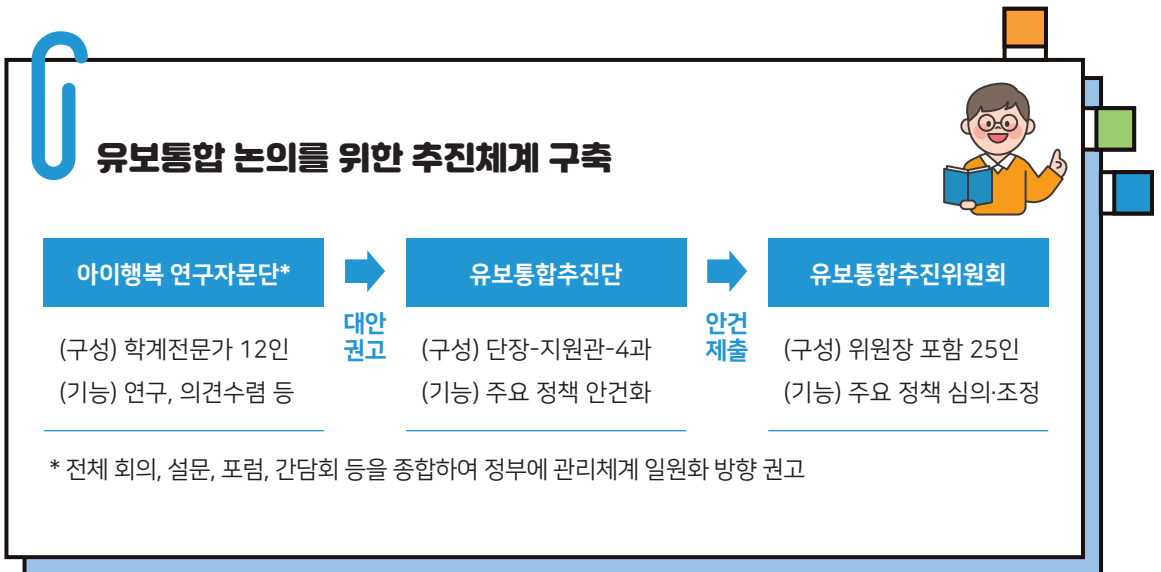 유보통합 논의를 위한 추진체계 구축
아이행복 연구자문단*
(구성) 학계전문가 12인
(기능) 연구, 의견수렴 등
대안
권고
유보통합추진단
(구성) 단장-지원관-4과
(기능) 주요 정책 안건화
안건
제출
유보통합추진위원회
(구성) 위원장 포함 25인
(기능) 주요 정책 심의·조정
* 전체 회의, 설문, 포럼, 간담회 등을 종합하여 정부에 관리체계 일원화 방향 권고